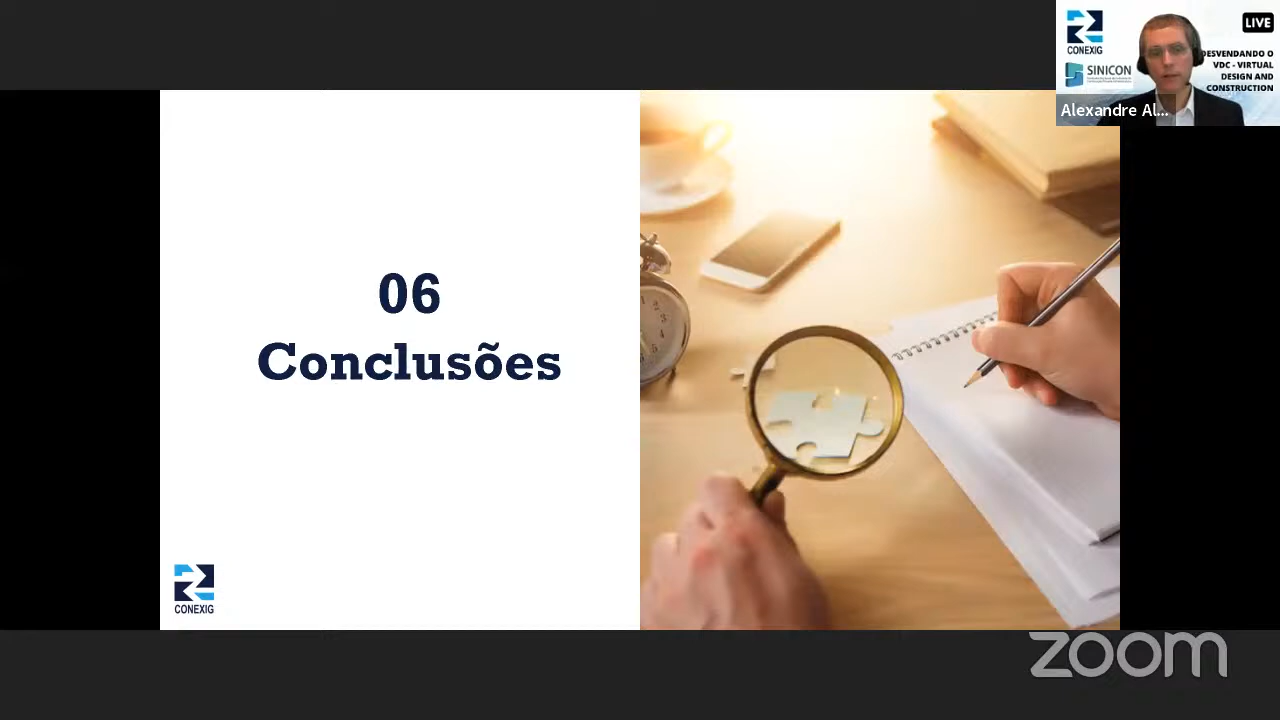 CONEXIG
SINICON
LIVE
DESVENDANDO O
VDC - VIRTUAL
DESIGN AND
CONSTRUCTION
Alexandre Al...
06
Conclusões
CONEXIG
zoom